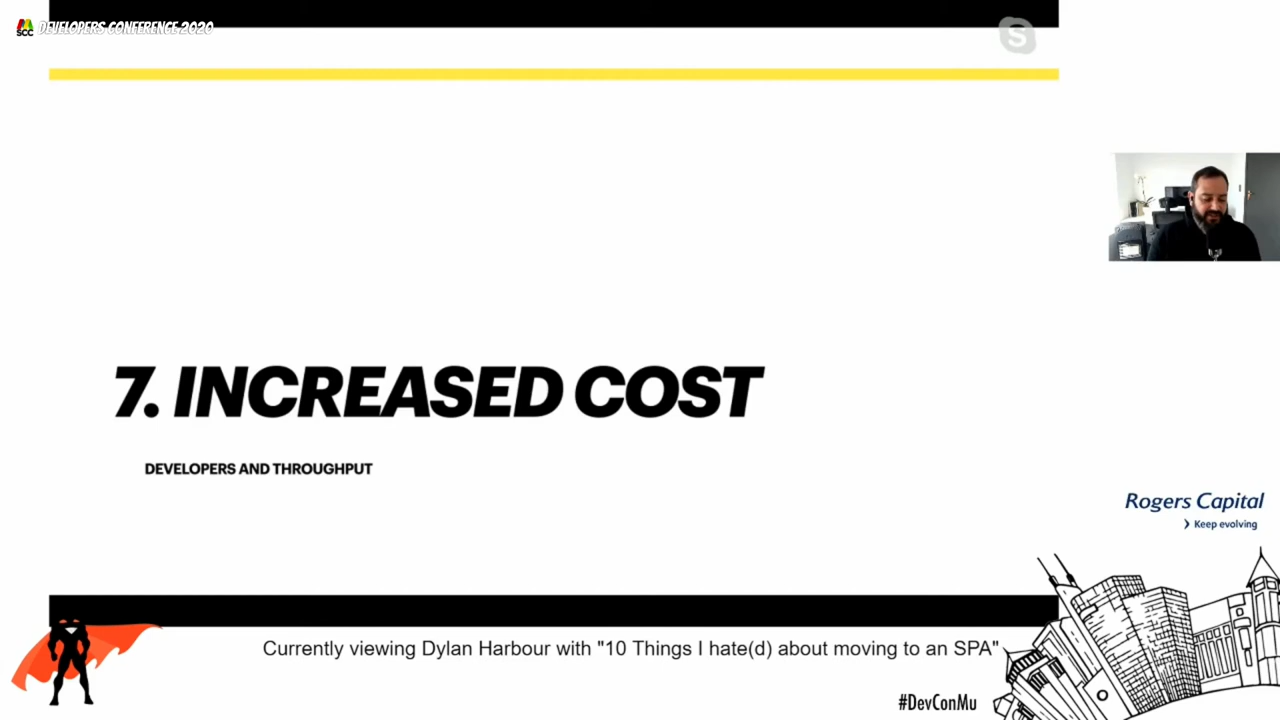 SCC DEVELOPERS CONFERENCE 2020
7. INCREASED COST
DEVELOPERS AND THROUGHPUT
Rogers Capital
Keep evolving
Currently viewing Dylan Harbour with "10 Things I hate(d) about moving to an SPA"
#DevConMu